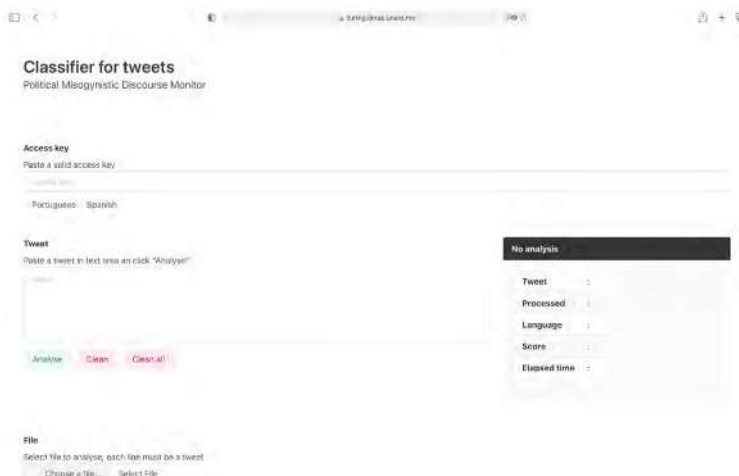 Classifier for tweets
Political Misogynistic Discourse Monitor
Access key
Paste a valid access key
Portuguese Spanish
Tweet
Paste a tweet in text area an click "Analyse"
Analyse Clean Clean all
No analysis
Tweet :
Processed :
Language :
Score :
Elapsed time :
File
Select file to analyse, each line must be a tweet
Choose a file... Select File